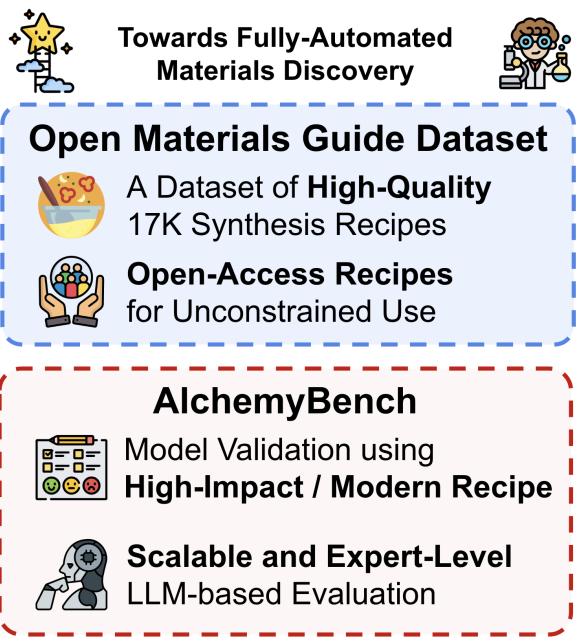 Towards Fully-Automated
Materials Discovery
Open Materials Guide Dataset
A Dataset of High-Quality
17K Synthesis Recipes
Open-Access Recipes
for Unconstrained Use
AlchemyBench
Model Validation using
High-Impact / Modern Recipe
Scalable and Expert-Level
LLM-based Evaluation